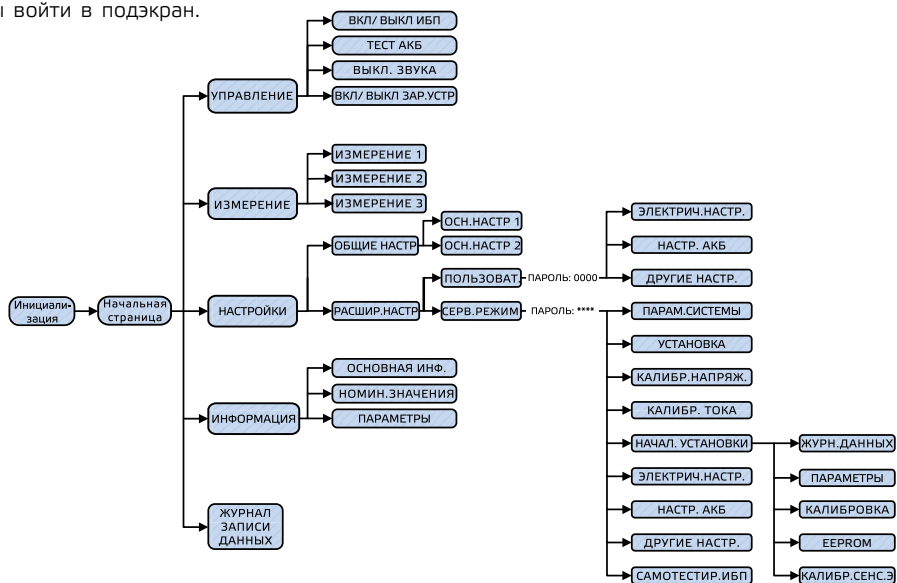 ы войти в подэкран.
Инициали-
зация
Начальная
страница
УПРАВЛЕНИЕ
ВКЛ/ ВЫКЛ ИБП
ТЕСТ АКБ
ВЫКЛ. ЗВУКА
ВКЛ/ ВЫКЛ ЗАР.УСТР
ИЗМЕРЕНИЕ
ИЗМЕРЕНИЕ 1
ИЗМЕРЕНИЕ 2
ИЗМЕРЕНИЕ 3
НАСТРОЙКИ
ОБЩИЕ НАСТР
ОСН.НАСТР 1
ОСН.НАСТР 2
РАСШИР.НАСТР
ПОЛЬЗОВАТ.
ПАРОЛЬ: 0000
ЭЛЕКТРИЧ.НАСТР.
НАСТР. АКБ
ДРУГИЕ НАСТР.
СЕРВ.РЕЖИМ
ПАРОЛЬ: ****
ПАРАМ.СИСТЕМЫ
УСТАНОВКА
КАЛИБР.НАПРЯЖ.
КАЛИБР. ТОКА
НАЧАЛ. УСТАНОВКИ
ЖУРН.ДАННЫХ
ПАРАМЕТРЫ
КАЛИБРОВКА
EEPROM
КАЛИБР.СЕНС.Э
ЭЛЕКТРИЧ.НАСТР.
НАСТР. АКБ
ДРУГИЕ НАСТР.
САМОТЕСТИР.ИБП
ИНФОРМАЦИЯ
ОСНОВНАЯ ИНФ.
НОМИН.ЗНАЧЕНИЯ
ПАРАМЕТРЫ
ЖУРНАЛ
ЗАПИСИ
ДАННЫХ